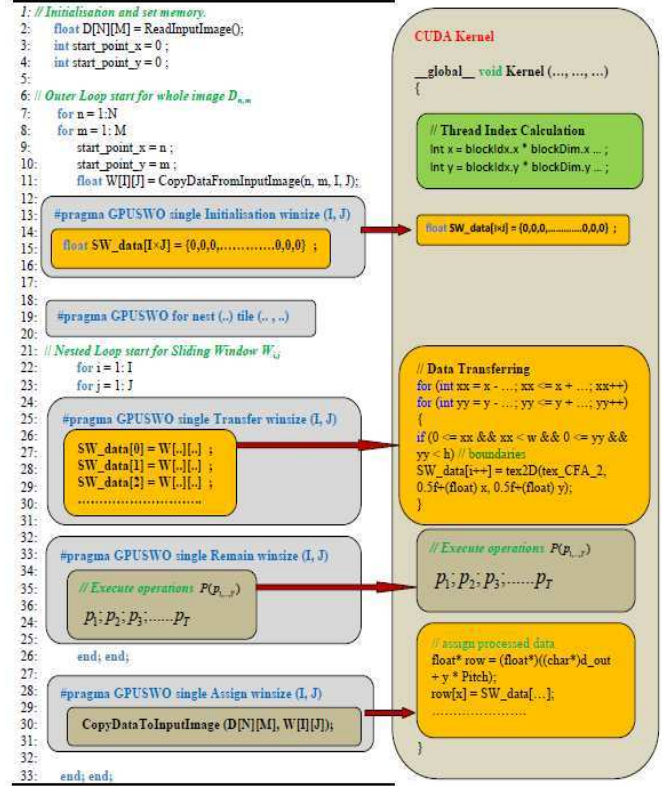 1: // Initialisation and set memory.
2: float D[N][M] = ReadInputImage();
3: int start_point_x = 0 ;
4: int start_point_y = 0 ;
5:
6: // Outer Loop start for whole image Dn,m
7: for n = 1:N
8: for m = 1: M
9: start_point_x = n ;
10: start_point_y = m ;
11: float W[I][J] = CopyDataFromInputImage(n, m, I, J);
12:
13: #pragma GPUSWO single Initialisation winsize (I, J)
14:
15: float SW_data[I×J] = {0,0,0,.............0,0,0} ;
16:
17:
18:
19: #pragma GPUSWO for nest (..) tile (.. , ..)
20:
21: // Nested Loop start for Sliding Window Wi,j
22: for i = 1: I
23: for j = 1: J
24:
25: #pragma GPUSWO single Transfer winsize (I, J)
26: SW_data[0] = W[..][..] ;
27: SW_data[1] = W[..][..] ;
28: SW_data[2] = W[..][..] ;
29: ..............................
30:
31:
32:
33: #pragma GPUSWO single Remain winsize (I, J)
34:
35: // Execute operations P(p1,..,T)
36:
24: p1; p2; p3;......pT
25:
26: end; end;
27:
28: #pragma GPUSWO single Assign winsize (I, J)
29:
30: CopyDataToInputImage (D[N][M], W[I][J]);
31:
32:
33: end; end;
CUDA Kernel
__global__ void Kernel (..., ..., ...)
{
// Thread Index Calculation
Int x = blockIdx.x * blockDim.x ... ;
Int y = blockIdx.y * blockDim.y ... ;
float SW_data[I×J] = {0,0,0,.............0,0,0} ;
// Data Transferring
for (int xx = x - ...; xx <= x + ...; xx++)
for (int yy = y - ...; yy <= y + ...; yy++)
{
if (0 <= xx && xx < w && 0 <= yy &&
yy < h) // boundaries
SW_data[i++] = tex2D(tex_CFA_2,
0.5f+(float) x, 0.5f+(float) y);
}
// Execute operations P(p1,..,T)
p1; p2; p3;......pT
// assign processed data
float* row = (float*)((char*)d_out
+ y * Pitch);
row[x] = SW_data[...];
........................
}